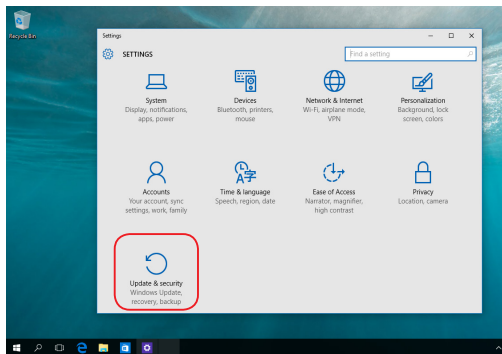 Recycle Bin
Settings
SETTINGS
Find a setting
System
Display, notifications,
apps, power
Devices
Bluetooth, printers,
mouse
Network & Internet
Wi-Fi, airplane mode,
VPN
Personalization
Background, lock
screen, colors
Accounts
Your account, sync
settings, work, family
A字
Time & language
Speech, region, date
Ease of Access
Narrator, magnifier,
high contrast
Privacy
Location, camera
Update & security
Windows Update,
recovery, backup